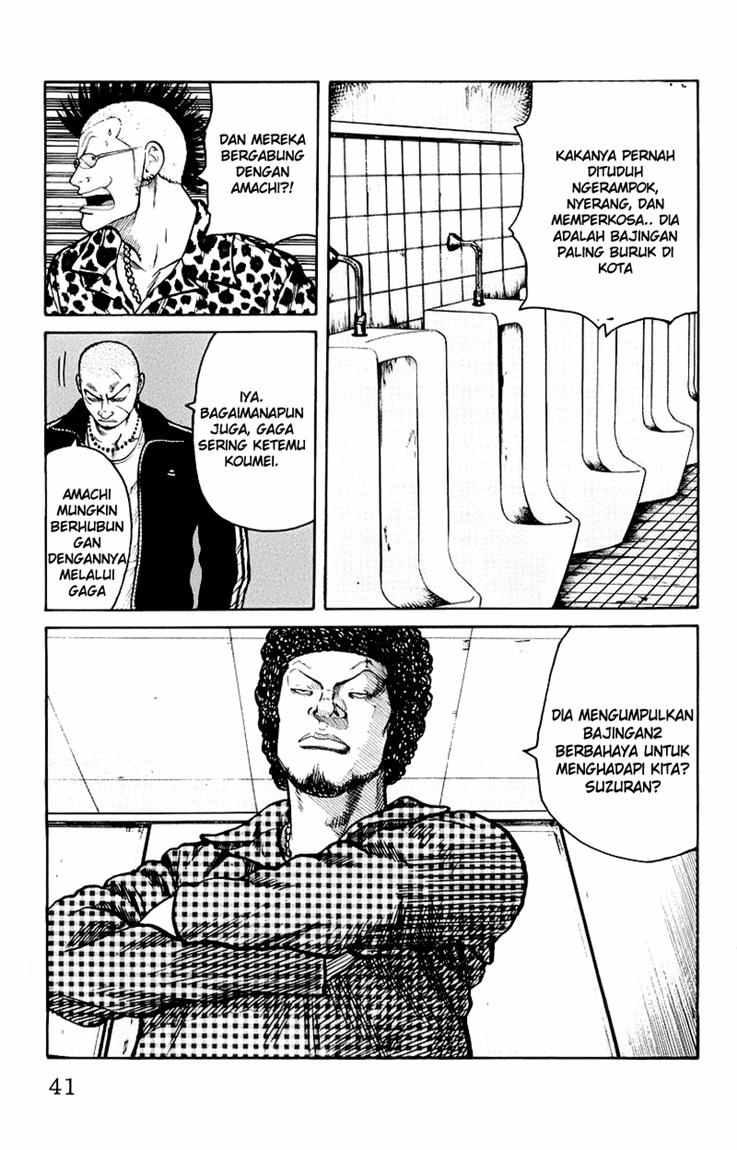 KAKANYA PERNAH
DITUDUH
NGERAMPOK,
NYERANG, DAN
MEMPERKOSA.. DIA
ADALAH BAJINGAN
PALING BURUK DI
KOTA
DAN MEREKA
BERGABUNG
DENGAN
AMACHI?!
IYA.
BAGAIMANAPUN
JUGA, GAGA
SERING KETEMU
KOUMEI.
AMACHI
MUNGKIN
BERHUBUN
GAN
DENGANNYA
MELALUI
GAGA
DIA MENGUMPULKAN
BAJINGAN2
BERBAHAYA UNTUK
MENGHADAPI KITA?
SUZURAN?
41